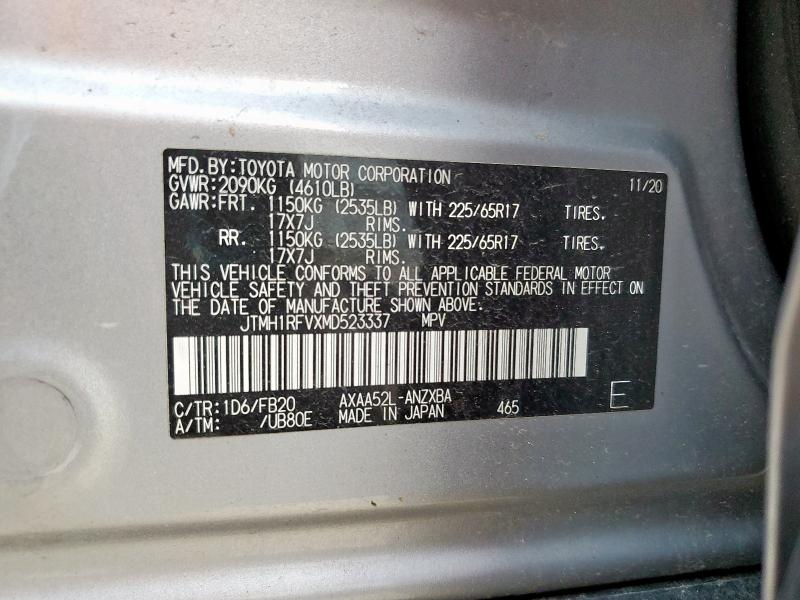 MFD.BY:TOYOTA MOTOR CORPORATION 11/20
GVWR:2090KG (4610LB)
GAWR:FRT. 1150KG (2535LB) WITH 225/65R17 TIRES.
17X7J RIMS.
RR. 1150KG (2535LB) WITH 225/65R17 TIRES.
17X7J RIMS.
THIS VEHICLE CONFORMS TO ALL APPLICABLE FEDERAL MOTOR
VEHICLE SAFETY AND THEFT PREVENTION STANDARDS IN EFFECT ON
THE DATE OF MANUFACTURE SHOWN ABOVE.
JTMH1RFVXMD523337 MPV
C/TR:1D6/FB20 AXAA52L-ANZXBA 465 E
A/TM: /UB80E MADE IN JAPAN